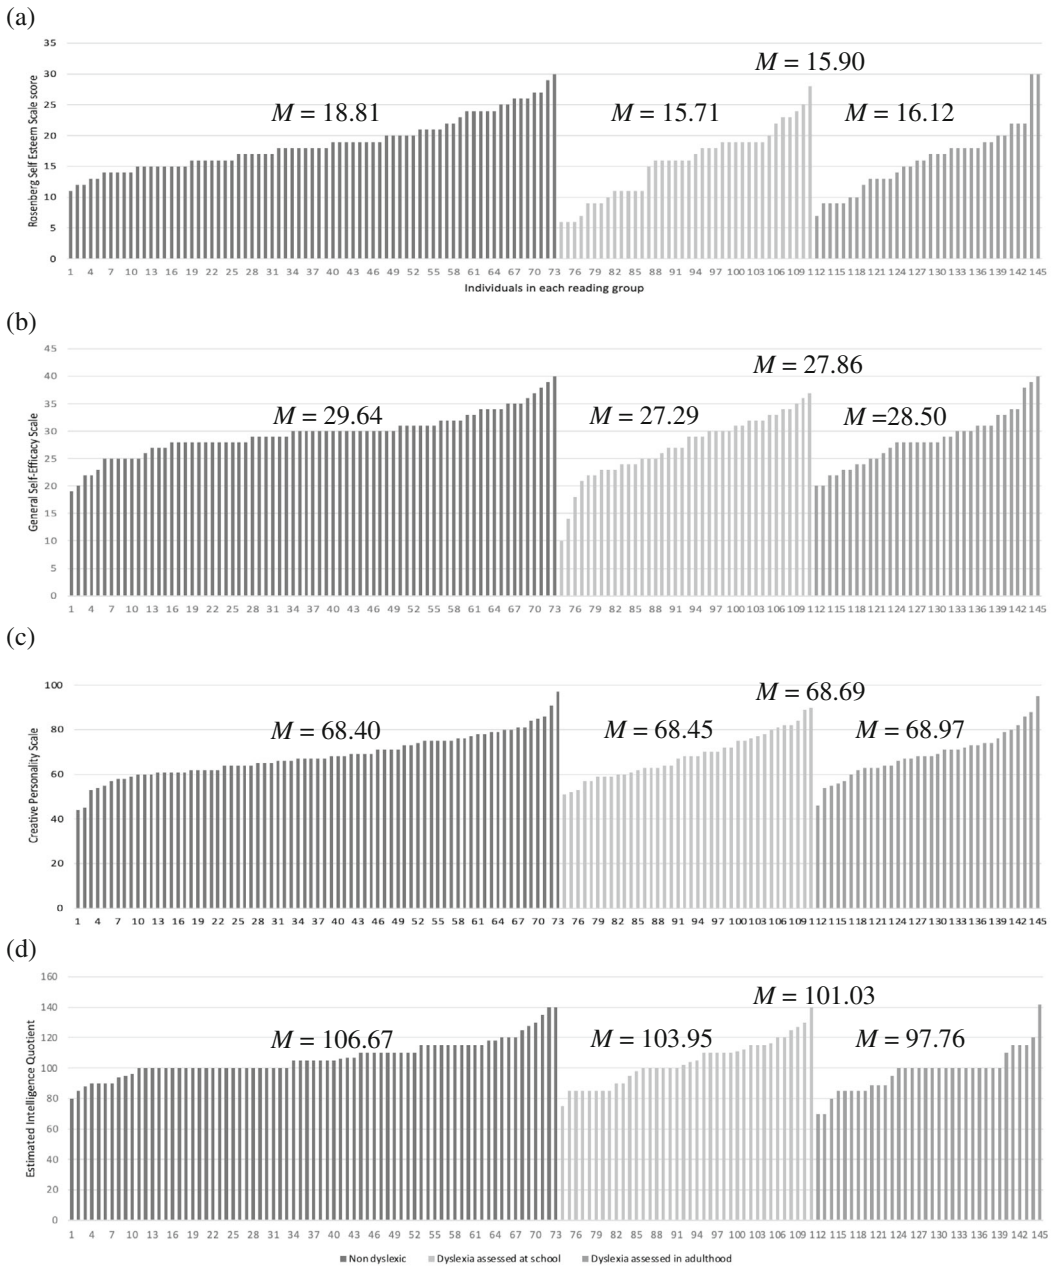 (a)
M = 15.90
M = 18.81 M = 15.71 M = 16.12
Rosenberg Self Esteem Scale score
35
30
25
20
15
10
5
0
1 4 7 10 13 16 19 22 25 28 31 34 37 40 43 46 49 52 55 58 61 64 67 70 73 76 79 82 85 88 91 94 97 100 103 106 109 112 115 118 121 124 127 130 133 136 139 142 145
Individuals in each reading group
(b)
M = 27.86
M = 29.64 M = 27.29 M =28.50
General Self-Efficacy Scale
45
40
35
30
25
20
15
10
5
0
1 4 7 10 13 16 19 22 25 28 31 34 37 40 43 46 49 52 55 58 61 64 67 70 73 76 79 82 85 88 91 94 97 100 103 106 109 112 115 118 121 124 127 130 133 136 139 142 145
(c)
M = 68.69
M = 68.40 M = 68.45 M = 68.97
Creative Personality Scale
100
80
60
40
20
0
1 4 7 10 13 16 19 22 25 28 31 34 37 40 43 46 49 52 55 58 61 64 67 70 73 76 79 82 85 88 91 94 97 100 103 106 109 112 115 118 121 124 127 130 133 136 139 142 145
(d)
M = 101.03
M = 106.67 M = 103.95 M = 97.76
Estimated Intelligence Quotient
160
140
120
100
80
60
40
20
0
1 4 7 10 13 16 19 22 25 28 31 34 37 40 43 46 49 52 55 58 61 64 67 70 73 76 79 82 85 88 91 94 97 100 103 106 109 112 115 118 121 124 127 130 133 136 139 142 145
Non dyslexic Dyslexia assessed at school Dyslexia assessed in adulthood